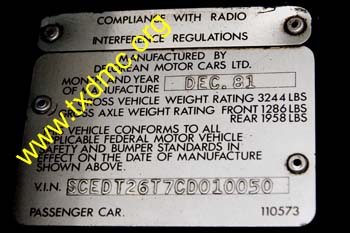 COMPLIANCE WITH RADIO
INTERFERENCE REGULATIONS
MANUFACTURED BY
DELOREAN MOTOR CARS LTD.
MONTH AND YEAR
OF MANUFACTURE DEC. 81
GROSS VEHICLE WEIGHT RATING 3244 LBS
GROSS AXLE WEIGHT RATING FRONT 1286 LBS
REAR 1958 LBS
VEHICLE CONFORMS TO ALL
APPLICABLE FEDERAL MOTOR VEHICLE
SAFETY AND BUMPER STANDARDS IN
EFFECT ON THE DATE OF MANUFACTURE
SHOWN ABOVE.
V.I.N. SCEDT26T7CD010050
PASSENGER CAR. 110573
www.txdmc.org